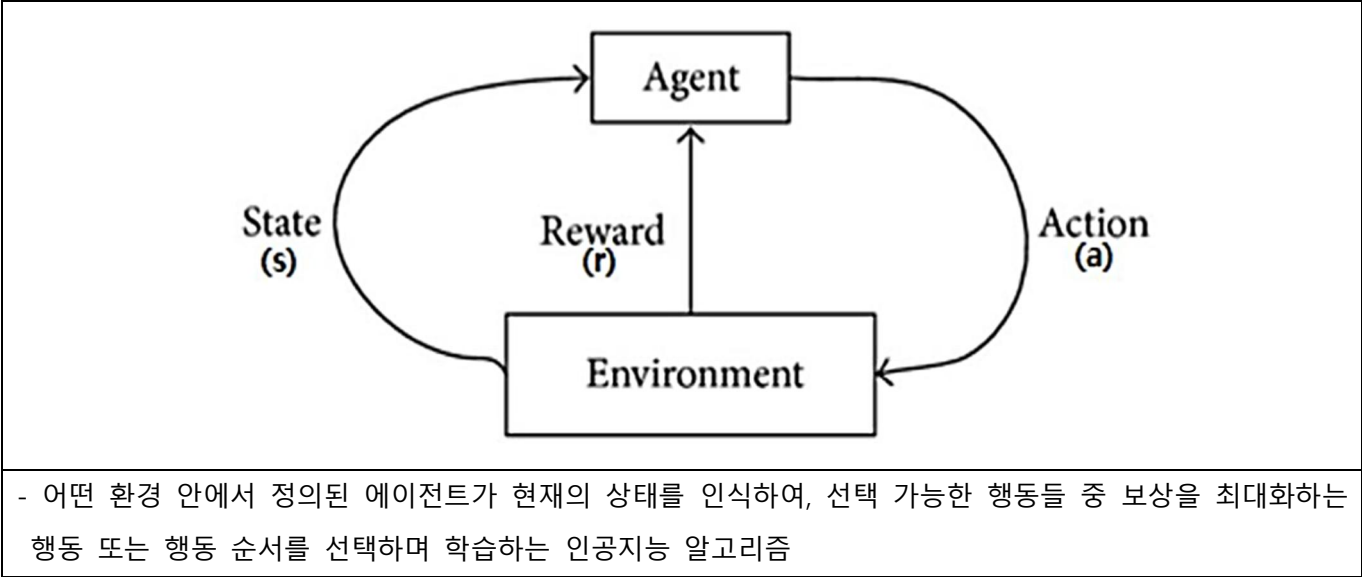 Agent
State
(s)
Reward
(r)
Action
(a)
Environment
- 어떤 환경 안에서 정의된 에이전트가 현재의 상태를 인식하여, 선택 가능한 행동들 중 보상을 최대화하는
행동 또는 행동 순서를 선택하며 학습하는 인공지능 알고리즘